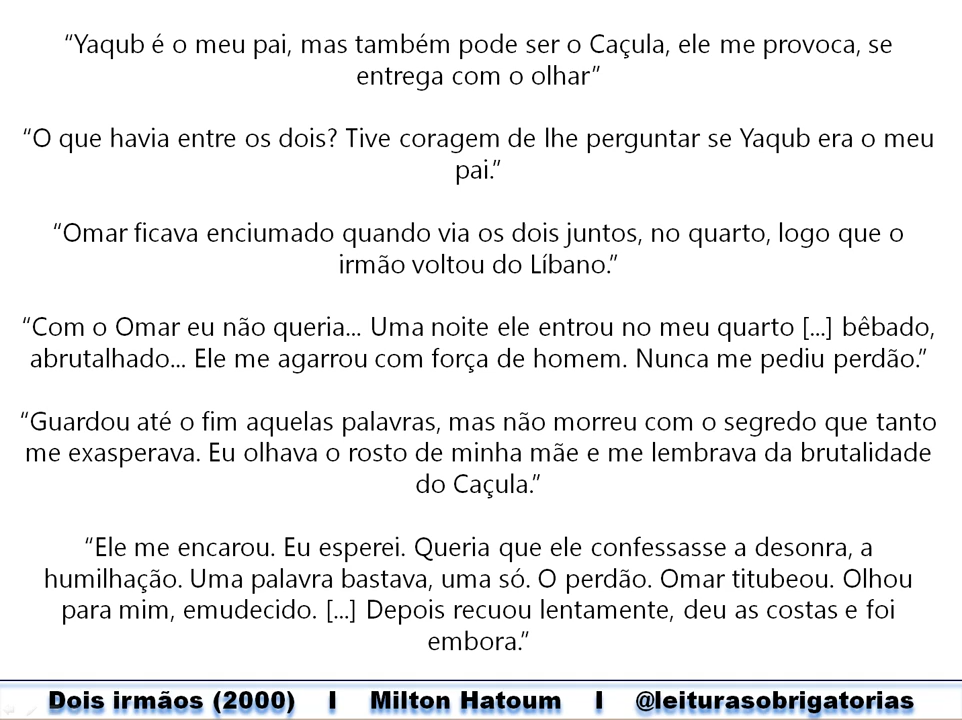 “Yaqub é o meu pai, mas também pode ser o Caçula, ele me provoca, se
entrega com o olhar”
“O que havia entre os dois? Tive coragem de lhe perguntar se Yaqub era o meu
pai.”
“Omar ficava enciumado quando via os dois juntos, no quarto, logo que o
irmão voltou do Líbano.”
“Com o Omar eu não queria... Uma noite ele entrou no meu quarto [...] bêbado,
abrutalhado... Ele me agarrou com força de homem. Nunca me pediu perdão.”
“Guardou até o fim aquelas palavras, mas não morreu com o segredo que tanto
me exasperava. Eu olhava o rosto de minha mãe e me lembrava da brutalidade
do Caçula.”
“Ele me encarou. Eu esperei. Queria que ele confessasse a desonra, a
humilhação. Uma palavra bastava, uma só. O perdão. Omar titubeou. Olhou
para mim, emudecido. [...] Depois recuou lentamente, deu as costas e foi
embora.”
Dois irmãos (2000) I Milton Hatoum I @leiturasobrigatorias